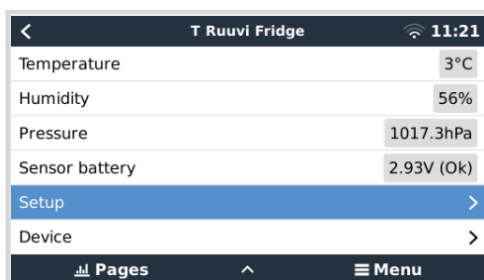 T Ruuvi Fridge 11:21
Temperature 3°C
Humidity 56%
Pressure 1017.3hPa
Sensor battery 2.93V (Ok)
Setup
Device
Pages Menu